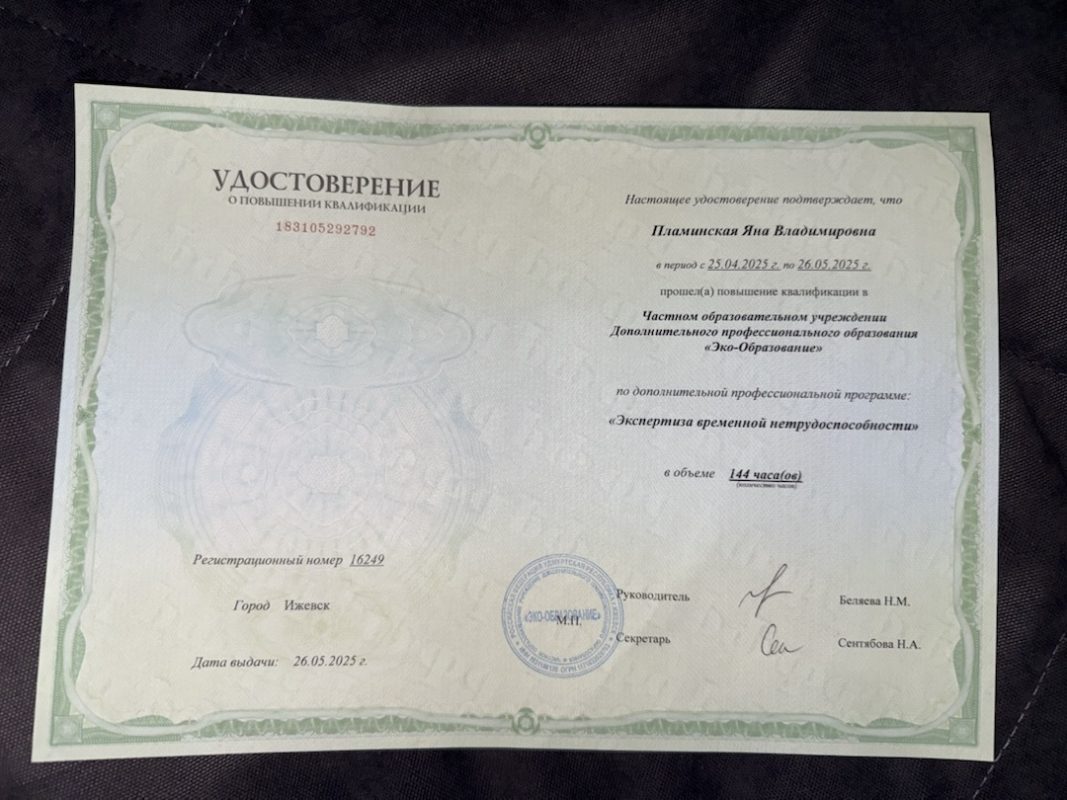 УДОСТОВЕРЕНИЕ
О ПОВЫШЕНИИ КВАЛИФИКАЦИИ
183105292792
Регистрационный номер 16249
Город Ижевск
Дата выдачи: 26.05.2025 г.
Настоящее удостоверение подтверждает, что
Пламинская Яна Владимировна
в период с 25.04.2025 г. по 26.05.2025 г.
прошел(а) повышение квалификации в
Частном образовательном учреждении
Дополнительного профессионального образования
«Эко-Образование»
по дополнительной профессиональной программе:
«Экспертиза временной нетрудоспособности»
в объеме 144 часа(ов)
(количество часов)
«ЭКО-ОБРАЗОВАНИЕ»
М.П.
Руководитель Беляева Н.М.
Секретарь Сентябова Н.А.